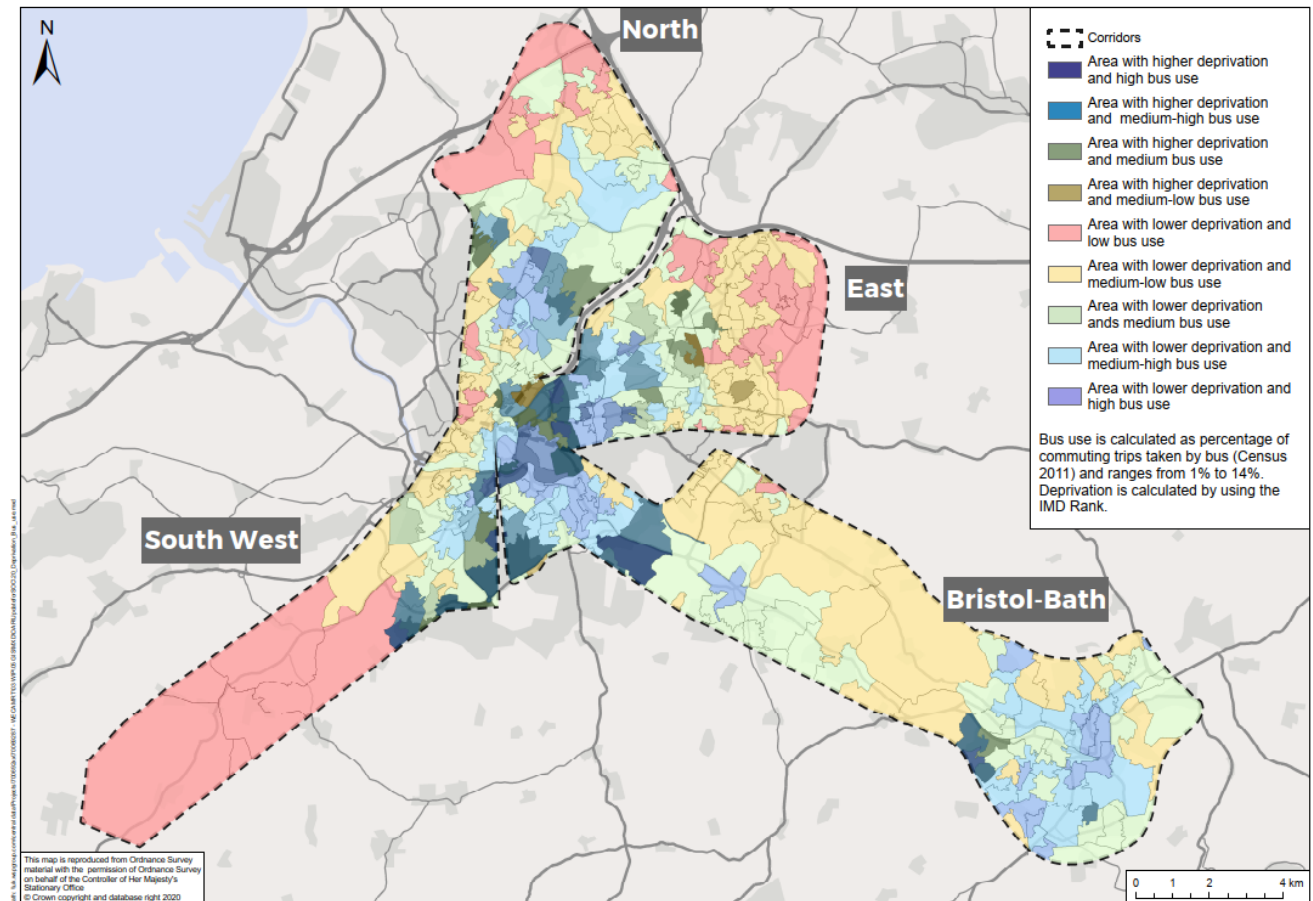 N
North
East
South West
Bristol-Bath
Corridors
Area with higher deprivation
and high bus use
Area with higher deprivation
and medium-high bus use
Area with higher deprivation
and medium bus use
Area with higher deprivation
and medium-low bus use
Area with lower deprivation and
low bus use
Area with lower deprivation and
medium-low bus use
Area with lower deprivation
ands medium bus use
Area with lower deprivation and
medium-high bus use
Area with lower deprivation and
high bus use
Bus use is calculated as percentage of
commuting trips taken by bus (Census
2011) and ranges from 1% to 14%.
Deprivation is calculated by using the
IMD Rank.
This map is reproduced from Ordnance Survey
material with the permission of Ordnance Survey
on behalf of the Controller of Her Majesty's
Stationary Office
© Crown copyright and database right 2020
0 1 2 4 km